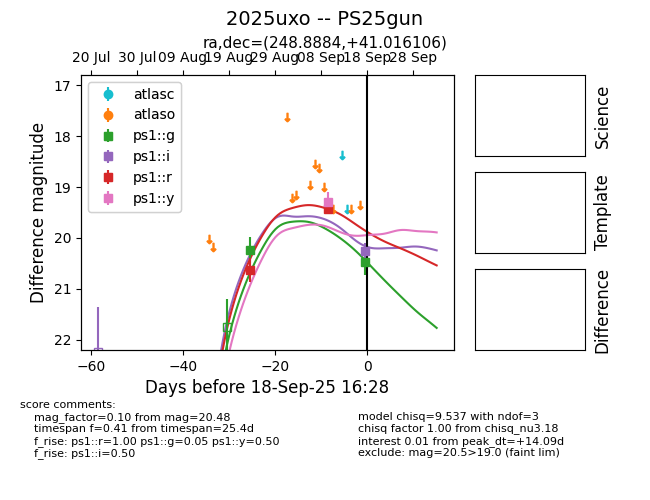 2025uxo -- PS25gun
ra,dec=(248.8884,+41.016106)
20 Jul 30 Jul 09 Aug 19 Aug 29 Aug 08 Sep 18 Sep 28 Sep
atlasc
atlaso
ps1::g
ps1::i
ps1::r
ps1::y
17
18
19
20
21
22
Difference magnitude
−60 −40 −20 0
Days before 18-Sep-25 16:28
Science
Template
Difference
score comments:
mag_factor=0.10 from mag=20.48
timespan f=0.41 from timespan=25.4d
f_rise: ps1::r=1.00 ps1::g=0.05 ps1::y=0.50
f_rise: ps1::i=0.50
model chisq=9.537 with ndof=3
chisq factor 1.00 from chisq_nu3.18
interest 0.01 from peak_dt=+14.09d
exclude: mag=20.5>19.0 (faint lim)